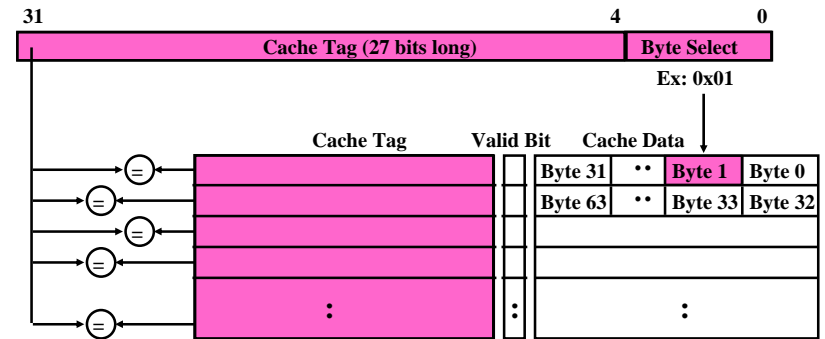 31 4 0
Cache Tag (27 bits long) Byte Select
Ex: 0x01
Cache Tag Valid Bit Cache Data
= Byte 31 ·· Byte 1 Byte 0
= Byte 63 ·· Byte 33 Byte 32
=
=
: : :
=